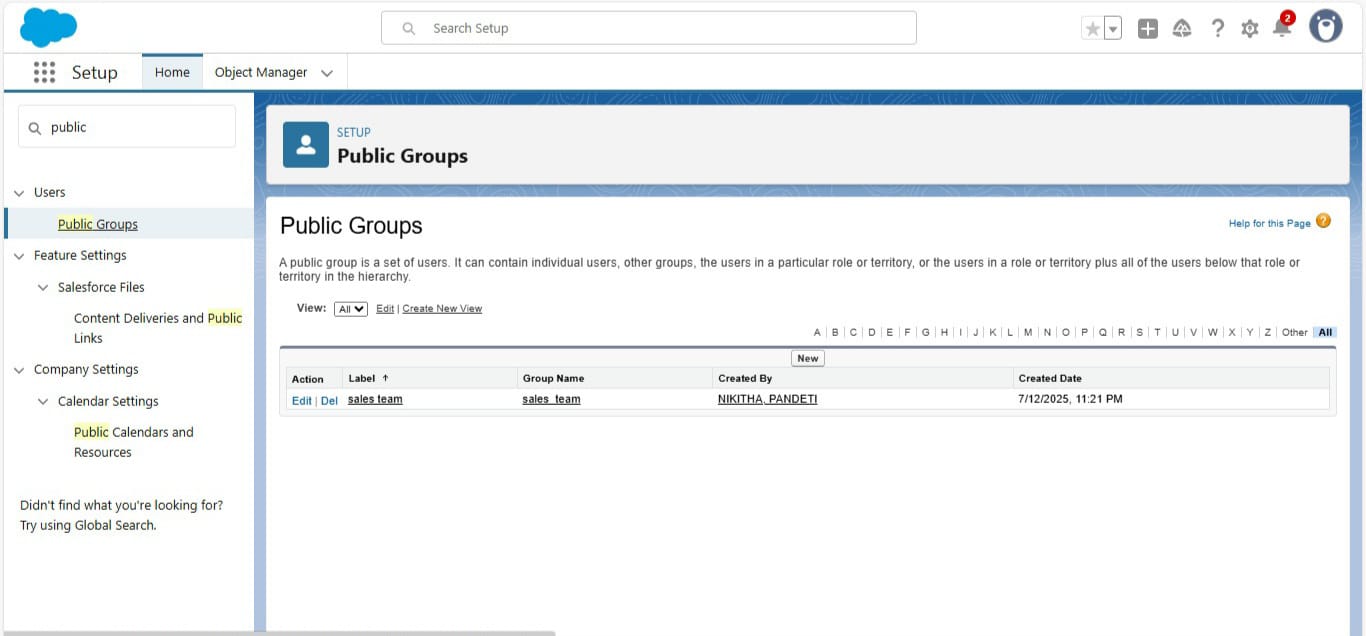 Search Setup
2
Setup
Home
Object Manager
public
Users
Public Groups
Feature Settings
Salesforce Files
Content Deliveries and Public
Links
Company Settings
Calendar Settings
Public Calendars and
Resources
Didn't find what you're looking for?
Try using Global Search.
SETUP
Public Groups
Public Groups
Help for this Page ?
A public group is a set of users. It can contain individual users, other groups, the users in a particular role or territory, or the users in a role or territory plus all of the users below that role or
territory in the hierarchy.
View: All Edit | Create New View
A | B | C | D | E | F | G | H | I | J | K | L | M | N | O | P | Q | R | S | T | U | V | W | X | Y | Z | Other All
New
Action Label ↑ Group Name Created By Created Date
Edit | Del sales team sales_team NIKITHA, PANDETI 7/12/2025, 11:21 PM